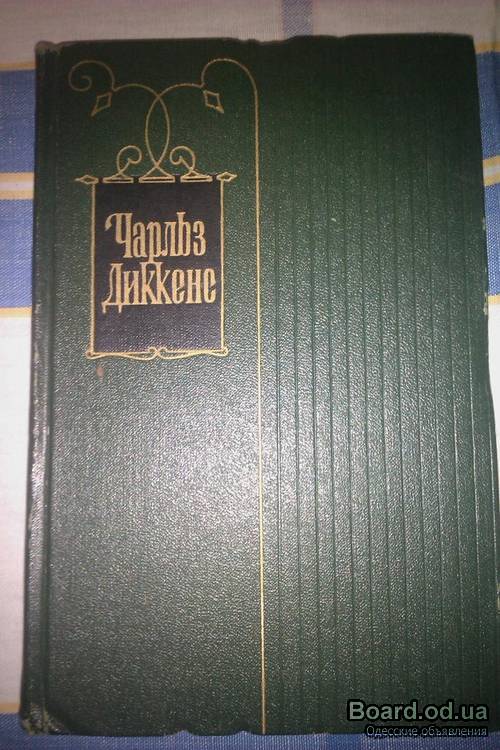 Чарльз
Диккенс
Board.od.ua
Одесские объявления